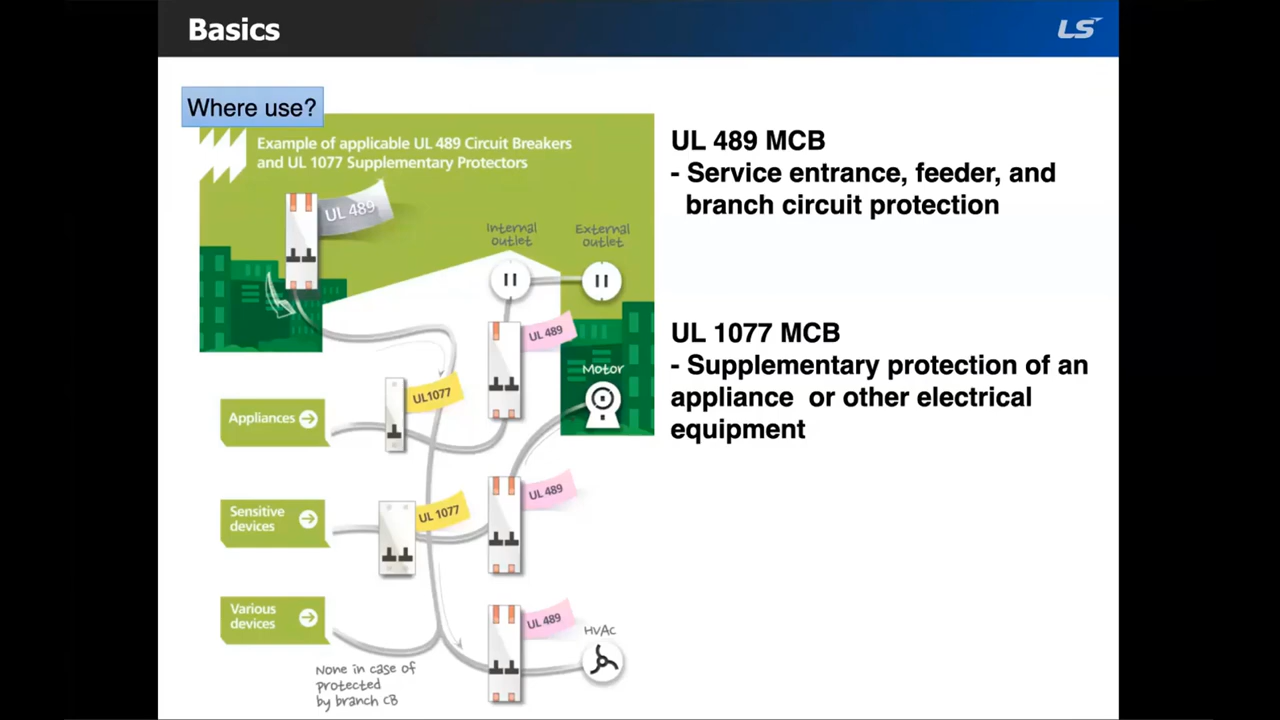 Basics
LS
Where use?
Example of applicable UL 489 Circuit Breakers
and UL 1077 Supplementary Protectors
UL 489
Internal
outlet
External
outlet
UL 489
Motor
UL1077
Appliances
UL 489
UL 1077
Sensitive
devices
UL 489
Various
devices
HVAC
None in case of
protected
by branch CB
UL 489 MCB
- Service entrance, feeder, and
branch circuit protection
UL 1077 MCB
- Supplementary protection of an
appliance or other electrical
equipment